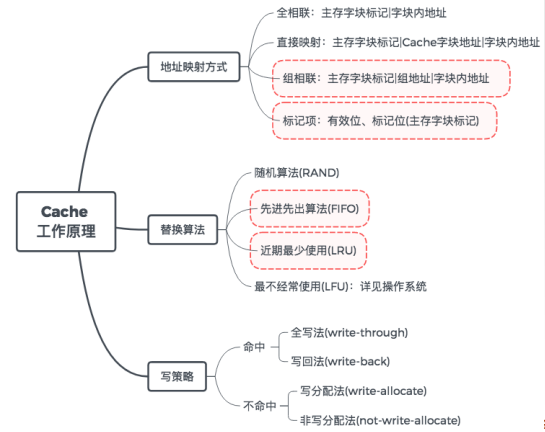 Cache
工作原理
地址映射方式
全相联：主存字块标记|字块内地址
直接映射：主存字块标记|Cache字块地址|字块内地址
组相联：主存字块标记|组地址|字块内地址
标记项：有效位、标记位(主存字块标记)
替换算法
随机算法(RAND)
先进先出算法(FIFO)
近期最少使用(LRU)
最不经常使用(LFU)：详见操作系统
写策略
命中
全写法(write-through)
写回法(write-back)
不命中
写分配法(write-allocate)
非写分配法(not-write-allocate)